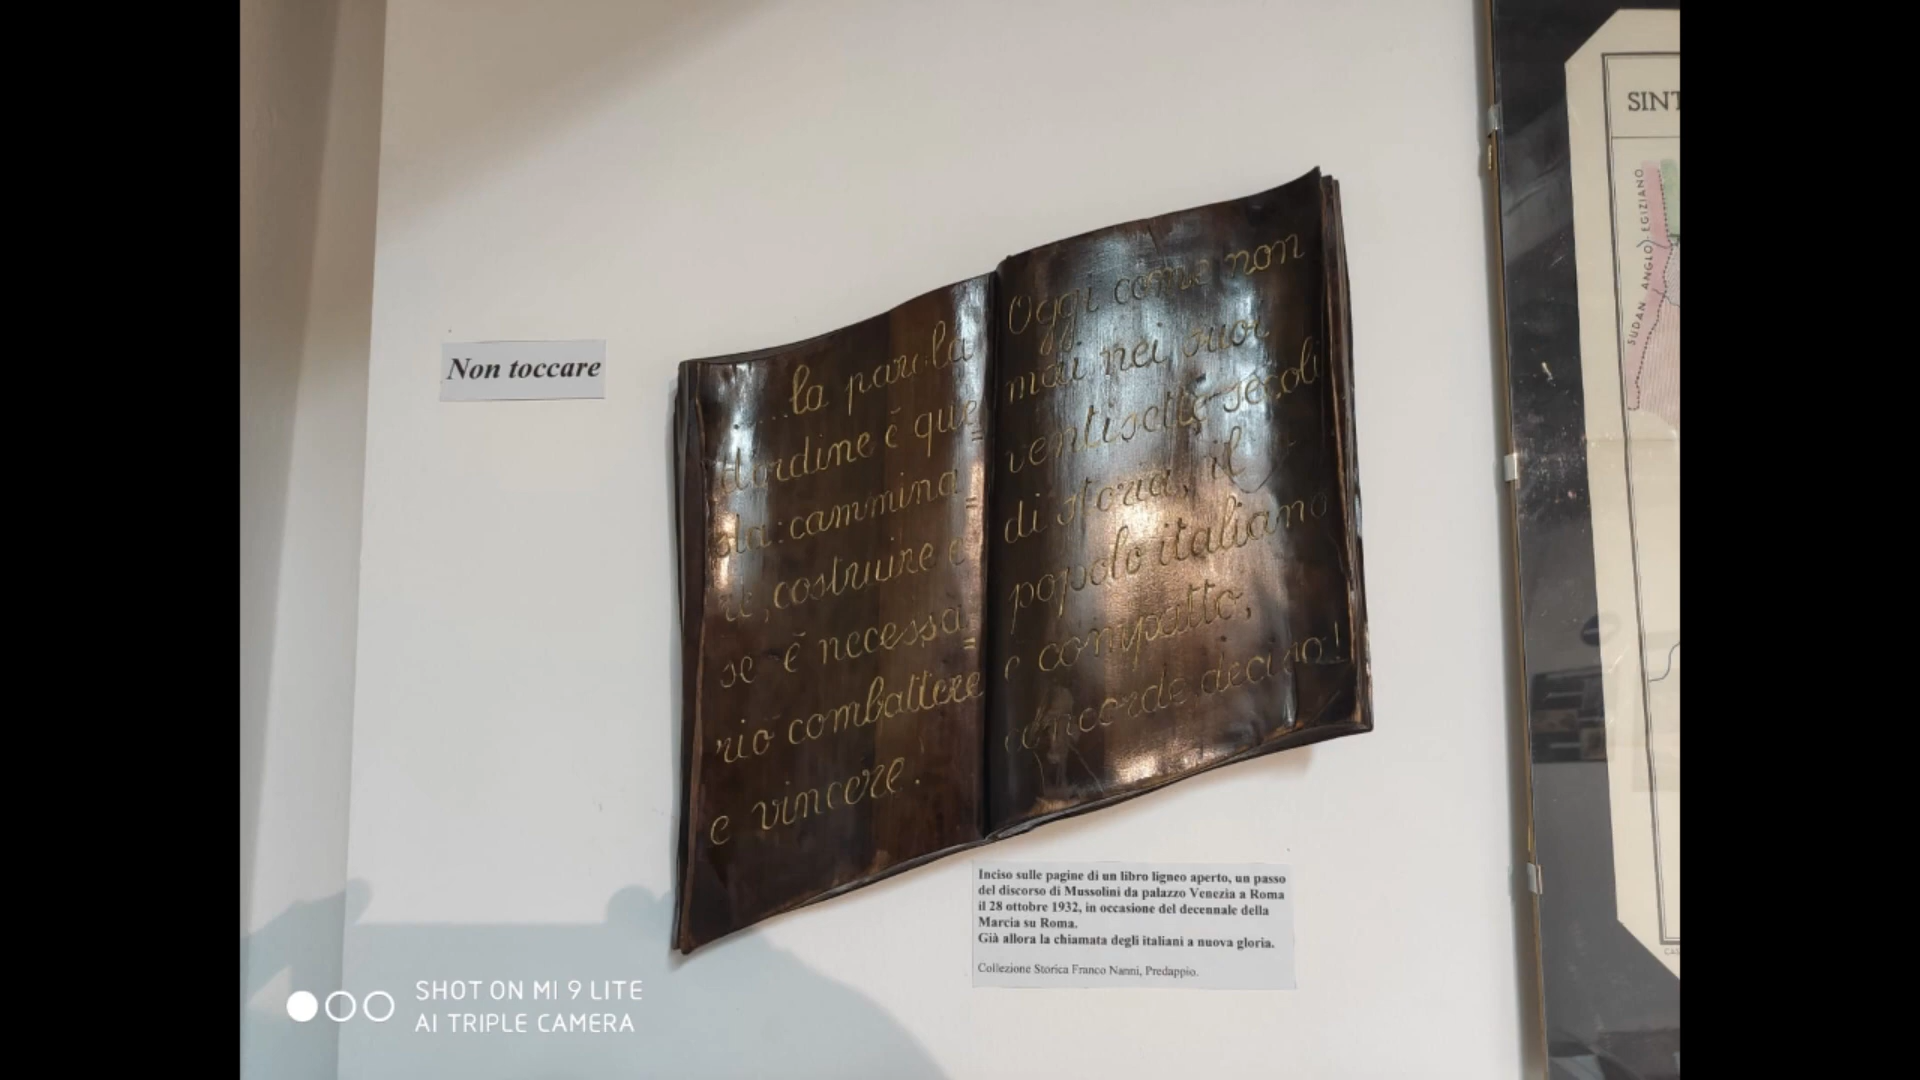 Non toccare
...la parola
d'ordine è que=
sta: cammina=
re, costruire e
se è necessa=
rio combattere
e vincere!
Oggi come non
mai nei suoi
ventisette secoli
di storia, il
popolo italiano
è compatto,
concorde, deciso!
Inciso sulle pagine di un libro ligneo aperto, un passo
del discorso di Mussolini da palazzo Venezia a Roma
il 28 ottobre 1932, in occasione del decennale della
Marcia su Roma.
Già allora la chiamata degli italiani a nuova gloria.
Collezione Storica Franco Nanni, Predappio.
SINT
SUDAN ANGLO-EGIZIANO
SHOT ON MI 9 LITE
AI TRIPLE CAMERA